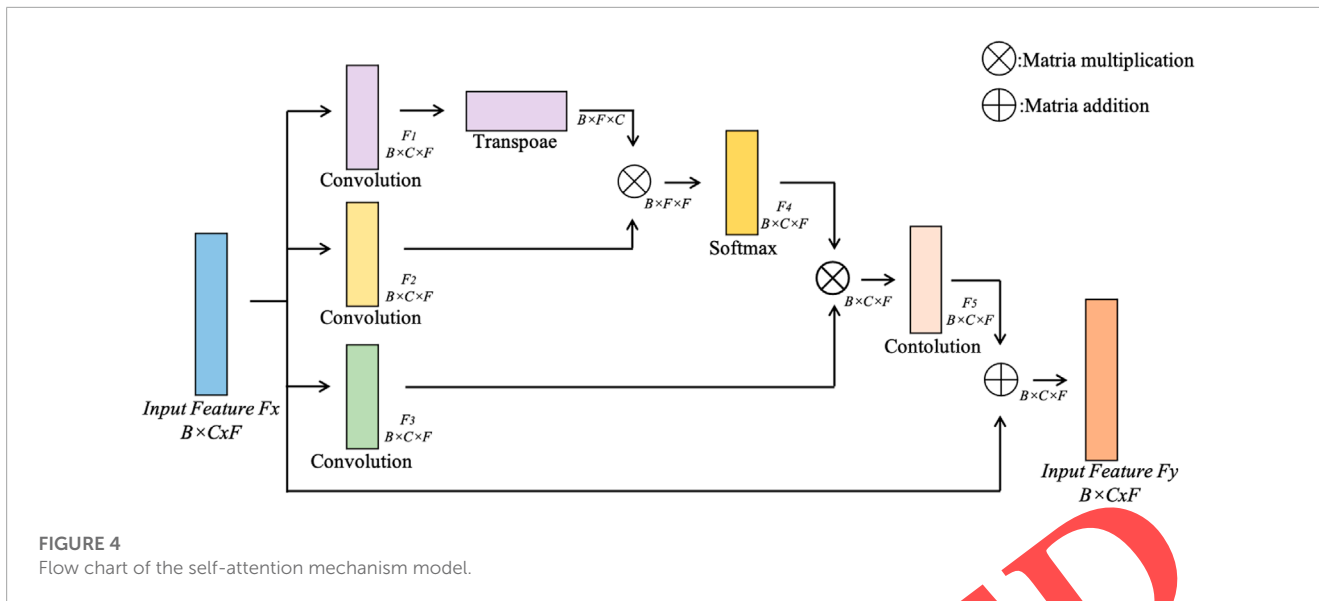 ⊗:Matria multiplication
⊕:Matria addition
F1
B×C×F
Convolution
Transpoae
B×F×C
B×F×F
F2
B×C×F
Convolution
Softmax
F4
B×C×F
B×C×F
Contolution
F5
B×C×F
B×C×F
F3
B×C×F
Convolution
Input Feature Fx
B×CxF
Input Feature Fy
B×CxF
FIGURE 4
Flow chart of the self-attention mechanism model.